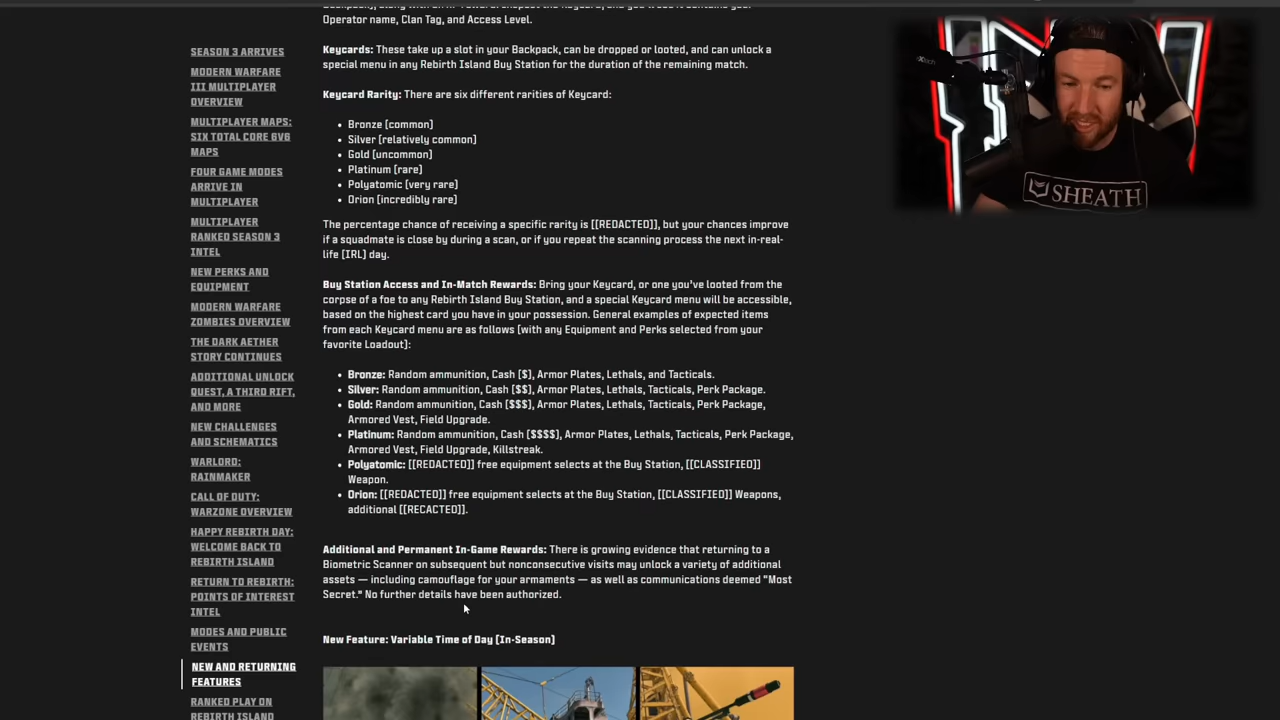 Operator name, Clan Tag, and Access Level.
Keycards: These take up a slot in your Backpack, can be dropped or looted, and can unlock a
special menu in any Rebirth Island Buy Station for the duration of the remaining match.
Keycard Rarity: There are six different rarities of Keycard:
• Bronze [common]
• Silver [relatively common]
• Gold [uncommon]
• Platinum [rare]
• Polyatomic [very rare]
• Orion [incredibly rare]
The percentage chance of receiving a specific rarity is [[REDACTED]], but your chances improve
if a squadmate is close by during a scan, or if you repeat the scanning process the next in-real-
life [IRL] day.
Buy Station Access and In-Match Rewards: Bring your Keycard, or one you've looted from the
corpse of a foe to any Rebirth Island Buy Station, and a special Keycard menu will be accessible,
based on the highest card you have in your possession. General examples of expected items
from each Keycard menu are as follows [with any Equipment and Perks selected from your
favorite Loadout]:
• Bronze: Random ammunition, Cash [$], Armor Plates, Lethals, and Tacticals.
• Silver: Random ammunition, Cash [$$], Armor Plates, Lethals, Tacticals, Perk Package.
• Gold: Random ammunition, Cash [$$$], Armor Plates, Lethals, Tacticals, Perk Package,
Armored Vest, Field Upgrade.
• Platinum: Random ammunition, Cash [$$$$], Armor Plates, Lethals, Tacticals, Perk Package,
Armored Vest, Field Upgrade, Killstreak.
• Polyatomic: [[REDACTED]] free equipment selects at the Buy Station, [[CLASSIFIED]]
Weapon.
• Orion: [[REDACTED]] free equipment selects at the Buy Station, [[CLASSIFIED]] Weapons,
additional [[RECACTED]].
Additional and Permanent In-Game Rewards: There is growing evidence that returning to a
Biometric Scanner on subsequent but nonconsecutive visits may unlock a variety of additional
assets — including camouflage for your armaments — as well as communications deemed "Most
Secret." No further details have been authorized.
New Feature: Variable Time of Day [In-Season]
SEASON 3 ARRIVES
MODERN WARFARE
III MULTIPLAYER
OVERVIEW
MULTIPLAYER MAPS:
SIX TOTAL CORE 6V6
MAPS
FOUR GAME MODES
ARRIVE IN
MULTIPLAYER
MULTIPLAYER
RANKED SEASON 3
INTEL
NEW PERKS AND
EQUIPMENT
MODERN WARFARE
ZOMBIES OVERVIEW
THE DARK AETHER
STORY CONTINUES
ADDITIONAL UNLOCK
QUEST, A THIRD RIFT,
AND MORE
NEW CHALLENGES
AND SCHEMATICS
WARLORD:
RAINMAKER
CALL OF DUTY:
WARZONE OVERVIEW
HAPPY REBIRTH DAY:
WELCOME BACK TO
REBIRTH ISLAND
RETURN TO REBIRTH:
POINTS OF INTEREST
INTEL
MODES AND PUBLIC
EVENTS
NEW AND RETURNING
FEATURES
RANKED PLAY ON
REBIRTH ISLAND
SHEATH